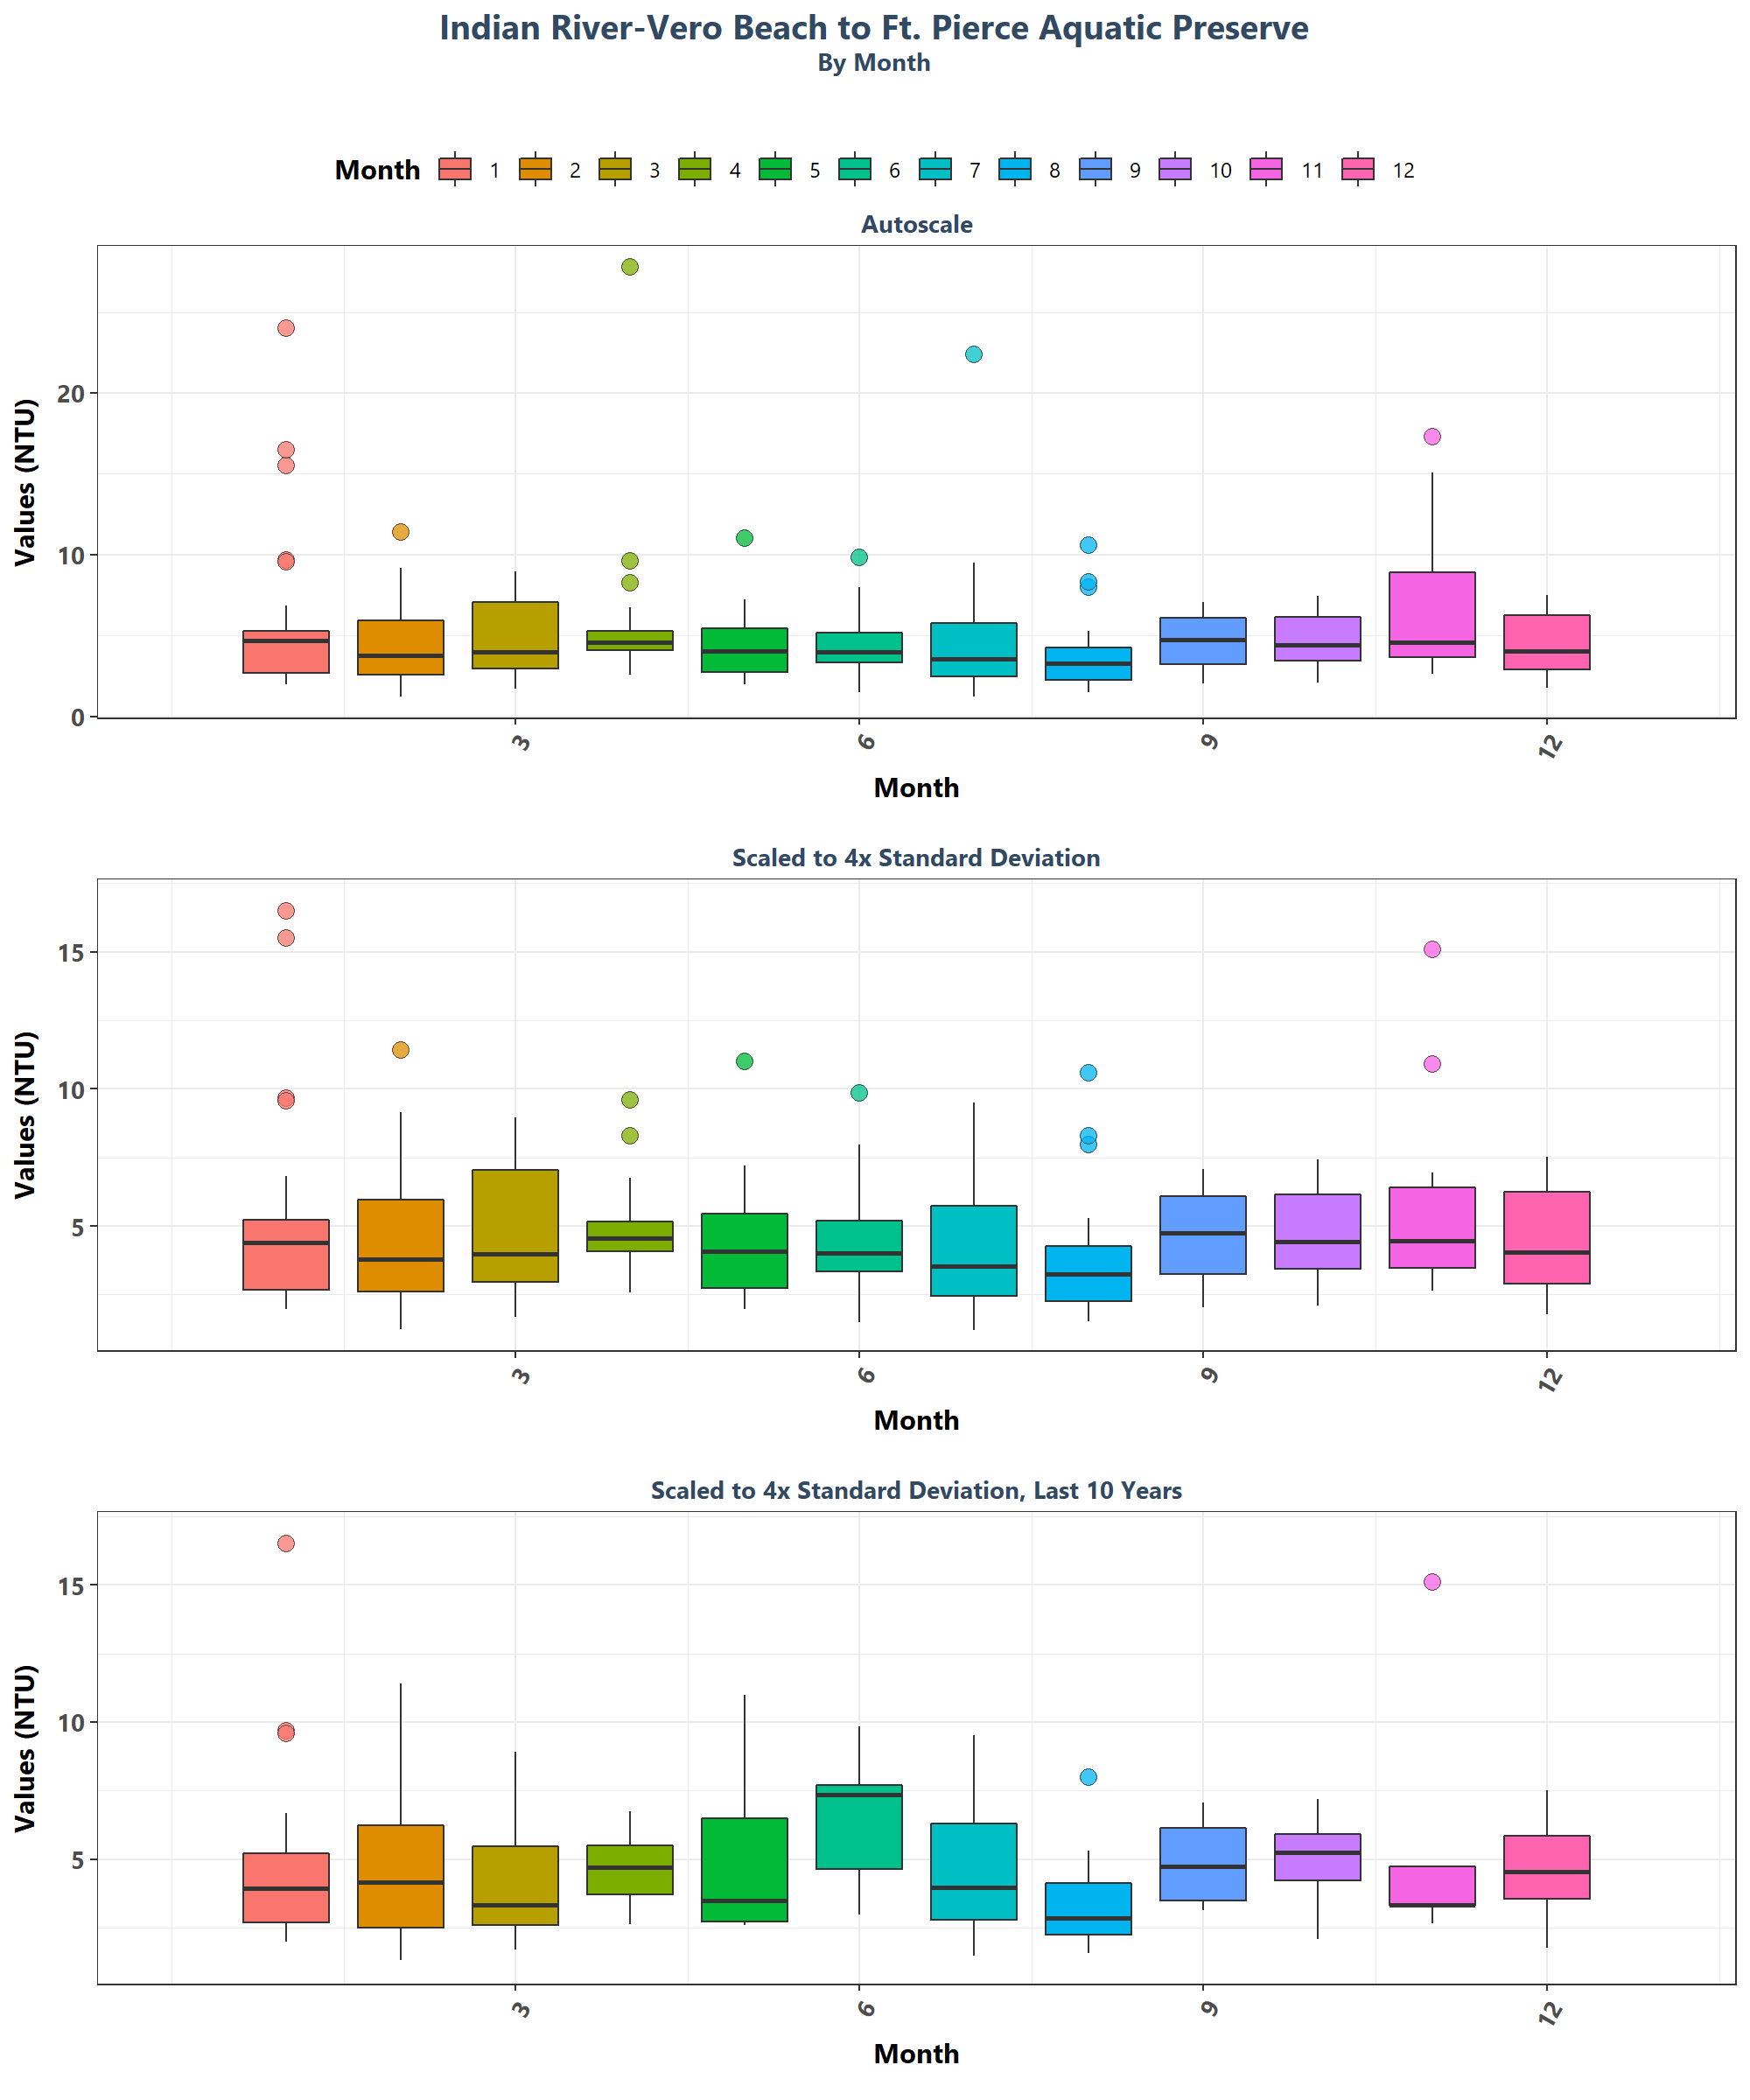 Indian River-Vero Beach to Ft. Pierce Aquatic Preserve
By Month
Month 1 2 3 4 5 6 7 8 9 10 11 12
Autoscale
Values (NTU)
20
10
0
3 6 9 12
Month
Scaled to 4x Standard Deviation
Values (NTU)
15
10
5
3 6 9 12
Month
Scaled to 4x Standard Deviation, Last 10 Years
Values (NTU)
15
10
5
3 6 9 12
Month